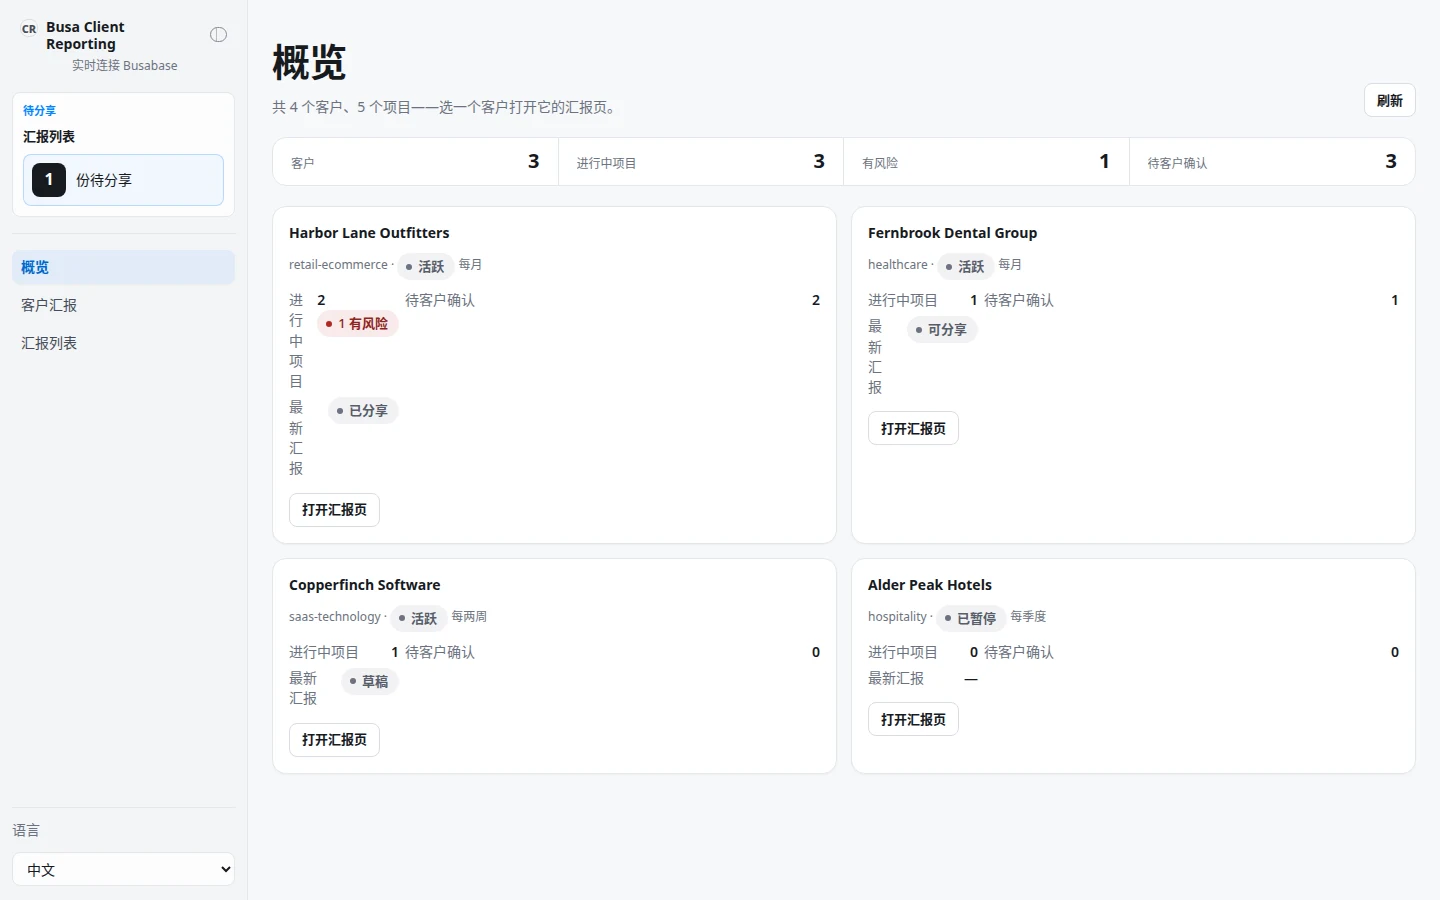 CR
Busa Client
Reporting
实时连接 Busabase
待分享
汇报列表
1 份待分享
概览
客户汇报
汇报列表
语言
中文
概览
共 4 个客户、5 个项目——选一个客户打开它的汇报页。
刷新
客户 3
进行中项目 3
有风险 1
待客户确认 3
Harbor Lane Outfitters
retail-ecommerce · 活跃 每月
进行中项目 2
1 有风险
待客户确认 2
最新汇报 已分享
打开汇报页
Fernbrook Dental Group
healthcare · 活跃 每月
进行中项目 1 待客户确认 1
最新汇报 可分享
打开汇报页
Copperfinch Software
saas-technology · 活跃 每两周
进行中项目 1 待客户确认 0
最新汇报 草稿
打开汇报页
Alder Peak Hotels
hospitality · 已暂停 每季度
进行中项目 0 待客户确认 0
最新汇报 —
打开汇报页